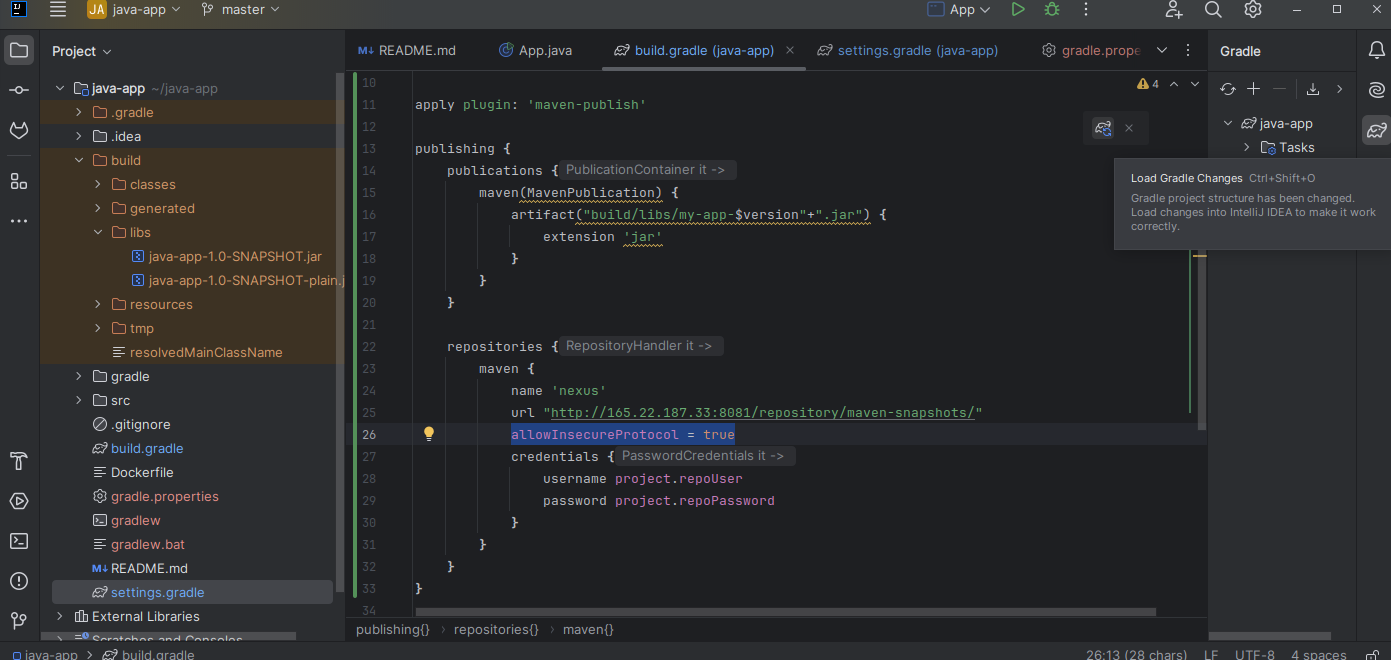 JA java-app master App
Project
java-app ~/java-app
.gradle
.idea
build
classes
generated
libs
java-app-1.0-SNAPSHOT.jar
java-app-1.0-SNAPSHOT-plain.j
resources
tmp
resolvedMainClassName
gradle
src
.gitignore
build.gradle
Dockerfile
gradle.properties
gradlew
gradlew.bat
M↓ README.md
settings.gradle
External Libraries
Scratches and Consoles
M↓ README.md App.java build.gradle (java-app) settings.gradle (java-app) gradle.prope
4
10
11 apply plugin: 'maven-publish'
12
13 publishing {
14 publications { PublicationContainer it ->
15 maven(MavenPublication) {
16 artifact("build/libs/my-app-$version"+".jar") {
17 extension 'jar'
18 }
19 }
20 }
21
22 repositories { RepositoryHandler it ->
23 maven {
24 name 'nexus'
25 url "http://165.22.187.33:8081/repository/maven-snapshots/"
26 allowInsecureProtocol = true
27 credentials { PasswordCredentials it ->
28 username project.repoUser
29 password project.repoPassword
30 }
31 }
32 }
33 }
34
publishing{} › repositories{} › maven{}
Gradle
java-app
Tasks
Load Gradle Changes Ctrl+Shift+O
Gradle project structure has been changed.
Load changes into IntelliJ IDEA to make it work
correctly.
java-app > build.gradle
26:13 (28 chars) LF UTF-8 4 spaces